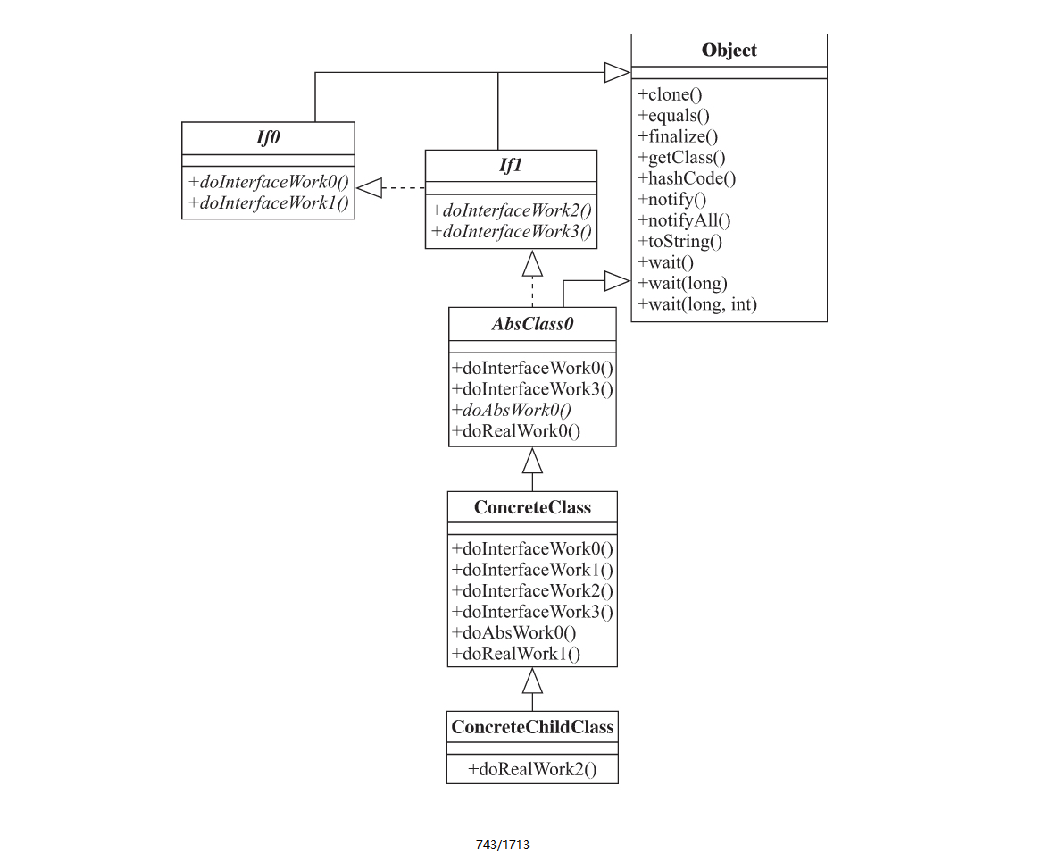 Object
+clone()
+equals()
+finalize()
+getClass()
+hashCode()
+notify()
+notifyAll()
+toString()
+wait()
+wait(long)
+wait(long, int)
If0
+doInterfaceWork0()
+doInterfaceWork1()
If1
+doInterfaceWork2()
+doInterfaceWork3()
AbsClass0
+doInterfaceWork0()
+doInterfaceWork3()
+doAbsWork0()
+doRealWork0()
ConcreteClass
+doInterfaceWork0()
+doInterfaceWork1()
+doInterfaceWork2()
+doInterfaceWork3()
+doAbsWork0()
+doRealWork1()
ConcreteChildClass
+doRealWork2()
743/1713